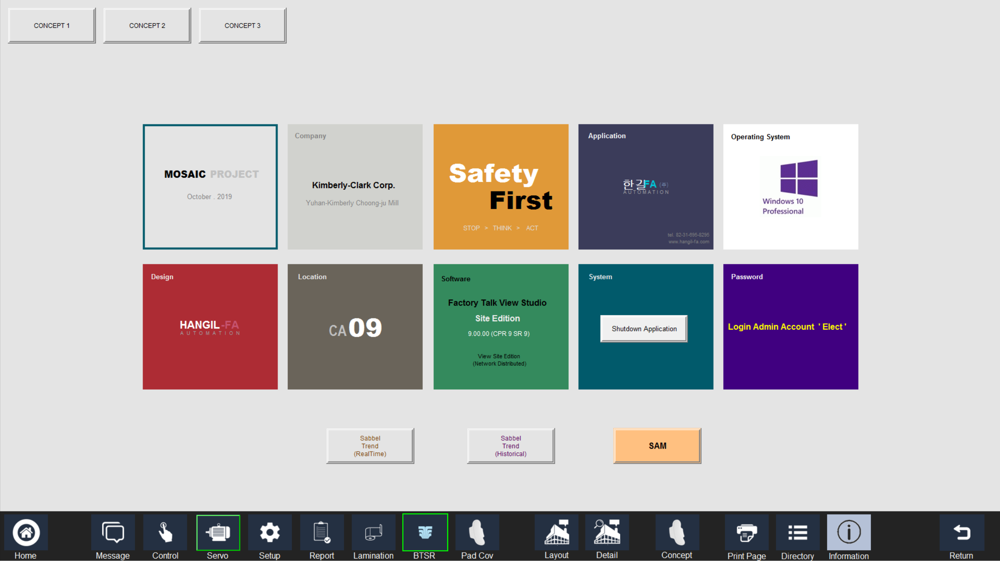 CONCEPT 1
CONCEPT 2
CONCEPT 3
MOSAIC PROJECT
October . 2019
Company
Kimberly-Clark Corp.
Yuhan-Kimberly Choong-ju Mill
Safety
First
STOP > THINK > ACT
Application
한길FA (주)
AUTOMATION
tel. 82-31-695-8295
www.hangil-fa.com
Operating System
Windows 10
Professional
Design
HANGIL-FA
AUTOMATION
Location
CA 09
Software
Factory Talk View Studio
Site Edition
9.00.00 (CPR 9 SR 9)
View Site Edition
(Network Distributed)
System
Shutdown Application
Password
Login Admin Account ' Elect '
Sabbel
Trend
(RealTime)
Sabbel
Trend
(Historical)
SAM
Home
Message
Control
Servo
Setup
Report
Lamination
BTSR
Pad Cov
Layout
Detail
Concept
Print Page
Directory
Information
Return